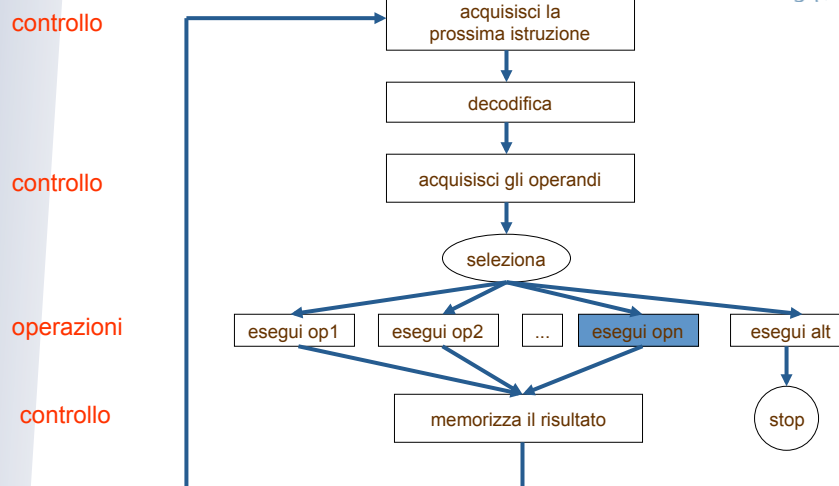 controllo
acquisisci la
prossima istruzione
decodifica
controllo
acquisisci gli operandi
seleziona
operazioni
esegui op1
esegui op2
...
esegui opn
esegui alt
controllo
memorizza il risultato
stop